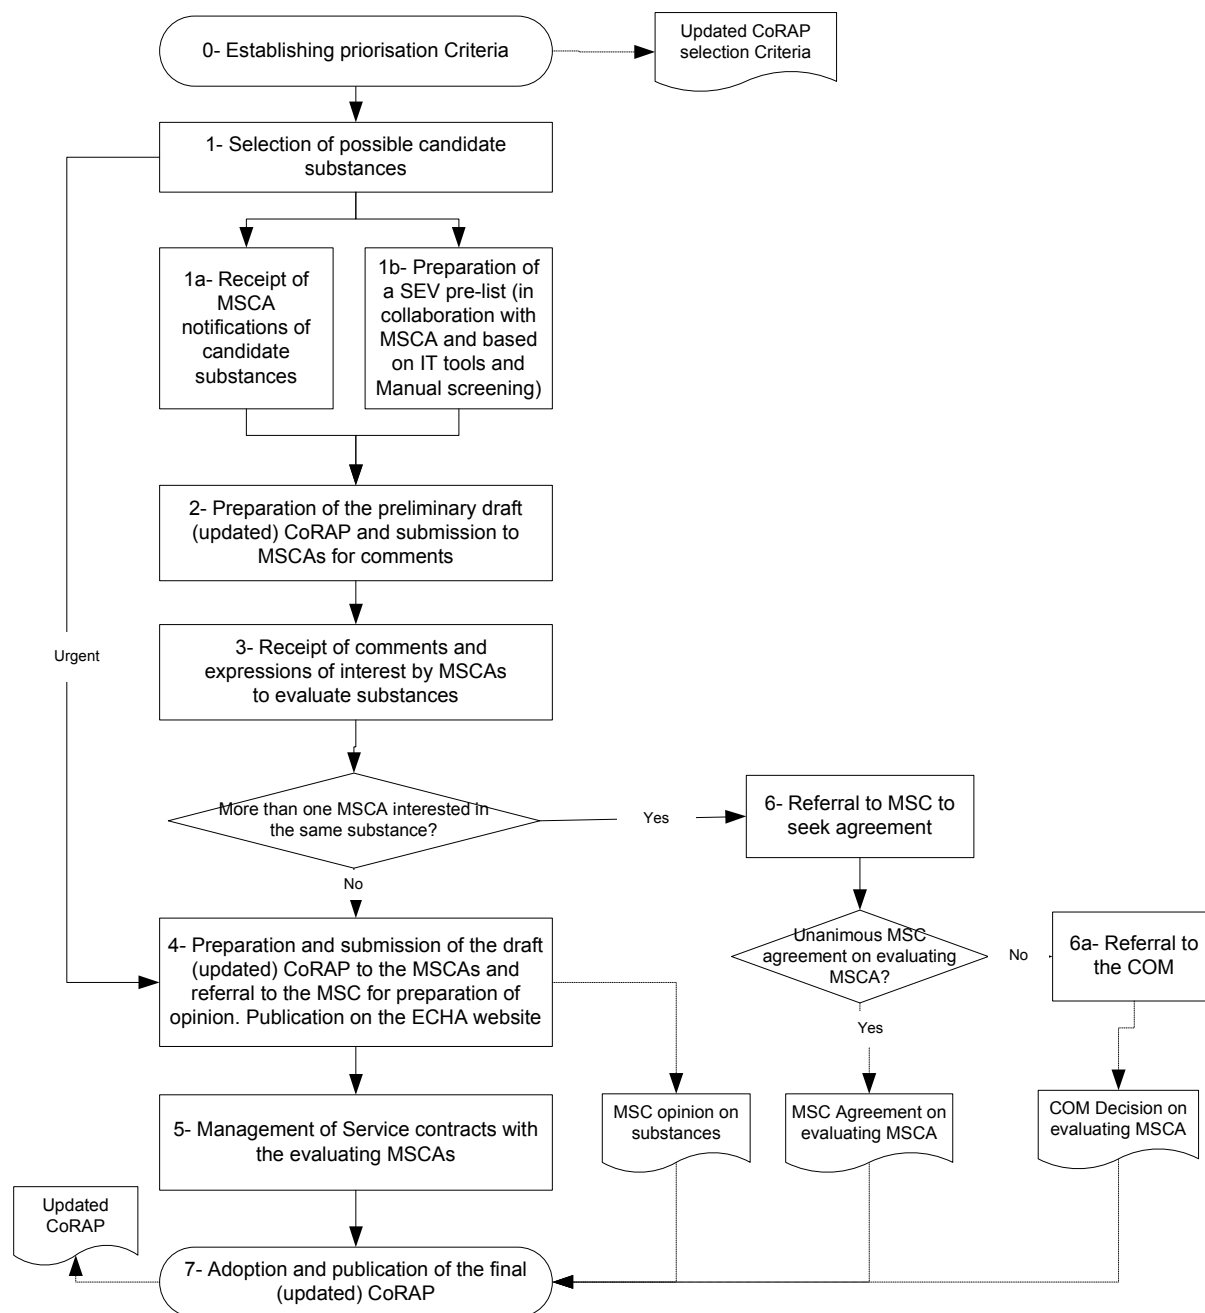 0- Establishing priorisation Criteria
Updated CoRAP
selection Criteria
1- Selection of possible candidate
substances
1a- Receipt of
MSCA
notifications of
candidate
substances
1b- Preparation of
a SEV pre-list (in
collaboration with
MSCA and based
on IT tools and
Manual screening)
2- Preparation of the preliminary draft
(updated) CoRAP and submission to
MSCAs for comments
3- Receipt of comments and
expressions of interest by MSCAs
to evaluate substances
Urgent
More than one MSCA interested in
the same substance?
Yes
6- Referral to MSC to
seek agreement
No
4- Preparation and submission of the draft
(updated) CoRAP to the MSCAs and
referral to the MSC for preparation of
opinion. Publication on the ECHA website
Unanimous MSC
agreement on evaluating
MSCA?
No
6a- Referral to
the COM
Yes
5- Management of Service contracts with
the evaluating MSCAs
MSC opinion on
substances
MSC Agreement on
evaluating MSCA
COM Decision on
evaluating MSCA
Updated
CoRAP
7- Adoption and publication of the final
(updated) CoRAP